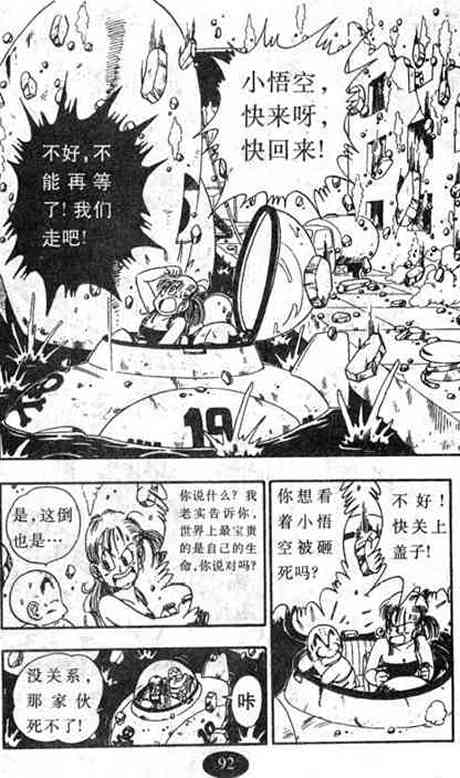 小悟空，
快来呀，
快回来！
不好，不
能再等
了！我们
走吧！
19
不好！
快关上
盖子！
你想看
着小悟
空被砸
死吗？
你说什么？我
老实告诉你，
世界上最宝贵
的是自己的生
命，你说对吗？
是，这倒
也是…
咔
没关系，
那家伙
死不了！
92